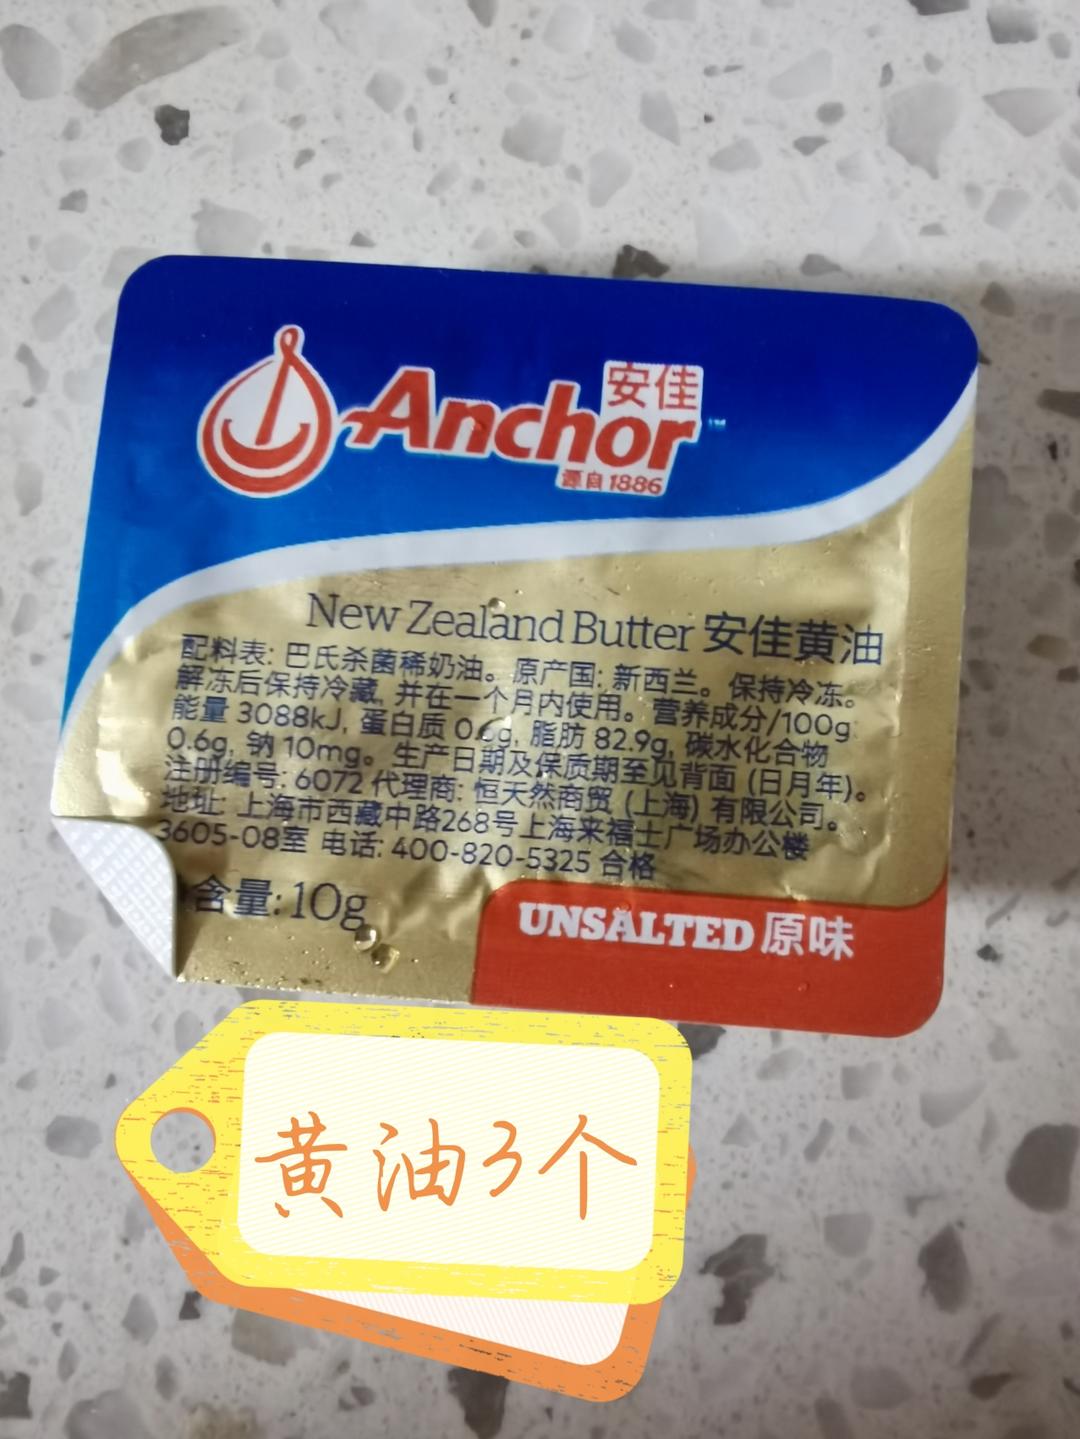 安佳
Anchor™
源自1886
New Zealand Butter 安佳黄油
配料表: 巴氏杀菌稀奶油。原产国: 新西兰。保持冷冻。
解冻后保持冷藏, 并在一个月内使用。营养成分/100g:
能量 3088kJ, 蛋白质 0.6g, 脂肪 82.9g, 碳水化合物
0.6g, 钠 10mg。生产日期及保质期至见背面 (日月年)。
注册编号: 6072 代理商: 恒天然商贸 (上海) 有限公司。
地址: 上海市西藏中路268号上海来福士广场办公楼
3605-08室 电话: 400-820-5325 合格
含量: 10g
UNSALTED 原味
黄油3个